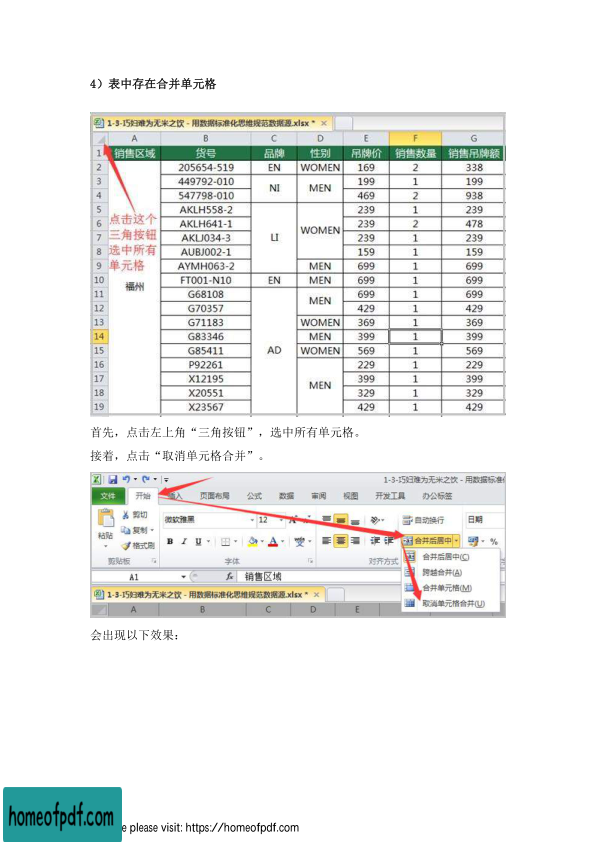 4）表中存在合并单元格
1-3-巧妇难为无米之饮 - 用数据标准化思维规范数据源.xlsx *
A B C D E F G
1 销售区域 货号 品牌 性别 吊牌价 销售数量 销售吊牌额
2 205654-519 EN WOMEN 169 2 338
3 449792-010 199 1 199
NI MEN
4 547798-010 469 2 938
5 AKLH558-2 239 1 239
点击这个
6 AKLH641-1 239 2 478
WOMEN
三角按钮
7 AKLJ034-3 LI 239 1 239
选中所有
8 AUBJ002-1 159 1 159
单元格
9 AYMH063-2 MEN 699 1 699
10 FT001-N10 EN MEN 699 1 699
福州
11 G68108 699 1 699
MEN
12 G70357 429 1 429
13 G71183 WOMEN 369 1 369
14 G83346 MEN 399 1 399
15 G85411 AD WOMEN 569 1 569
16 P92261 229 1 229
17 X12195 399 1 399
MEN
18 X20551 329 1 329
19 X23567 429 1 429
首先，点击左上角“三角按钮”，选中所有单元格。
接着，点击“取消单元格合并”。
1-3-巧妇难为无米之饮 - 用数据标准
文件 开始 插入 页面布局 公式 数据 审阅 视图 开发工具 办公标签
剪切
复制
格式刷
粘贴
剪贴板
微软雅黑 12
B I U
字体
自动换行
合并后居中
对齐方式
日期
%
合并后居中(C)
跨越合并(A)
合并单元格(M)
取消单元格合并(U)
A1 fx 销售区域
1-3-巧妇难为无米之饮 - 用数据标准化思维规范数据源.xlsx *
A B C D E
会出现以下效果：
homeofpdf.com
e please visit: https://homeofpdf.com